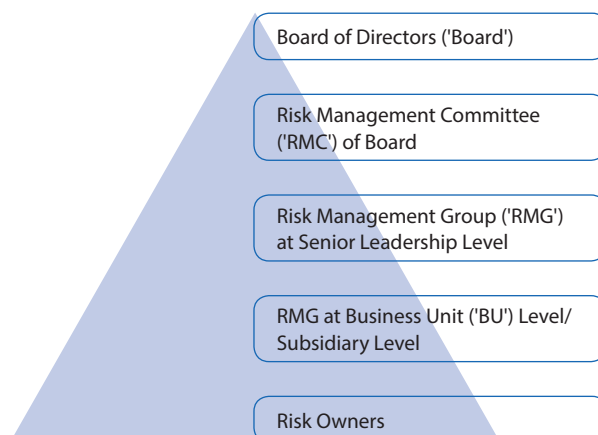 Board of Directors ('Board')
Risk Management Committee
('RMC') of Board
Risk Management Group ('RMG')
at Senior Leadership Level
RMG at Business Unit ('BU') Level/
Subsidiary Level
Risk Owners